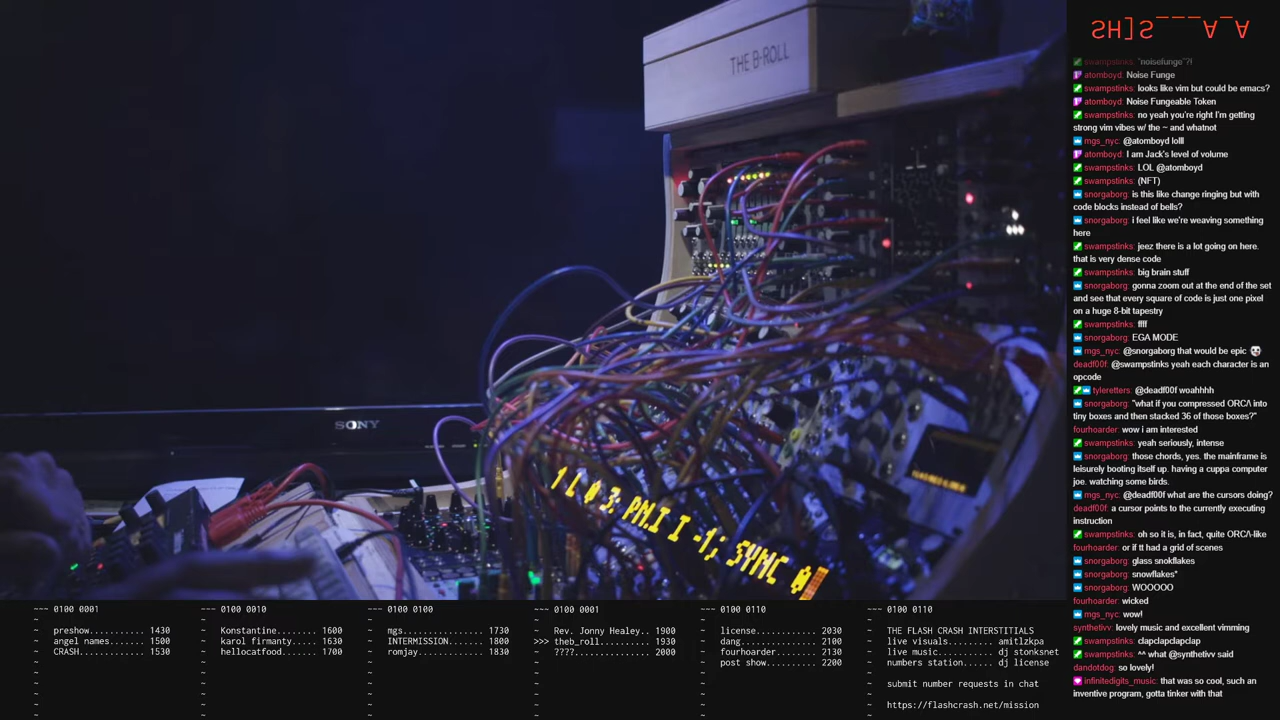 THE B-ROLL
SONY
1 L @ 3; PM.I I -1; SYNC @
SH]S___A_A
swampstinks: "noisefunge"?!
atomboyd: Noise Funge
swampstinks: looks like vim but could be emacs?
atomboyd: Noise Fungeable Token
swampstinks: no yeah you're right I'm getting
strong vim vibes w/ the ~ and whatnot
mgs_nyc: @atomboyd lolll
atomboyd: I am Jack's level of volume
swampstinks: LOL @atomboyd
swampstinks: (NFT)
snorgaborg: is this like change ringing but with
code blocks instead of bells?
snorgaborg: i feel like we're weaving something
here
swampstinks: jeez there is a lot going on here.
that is very dense code
swampstinks: big brain stuff
snorgaborg: gonna zoom out at the end of the set
and see that every square of code is just one pixel
on a huge 8-bit tapestry
swampstinks: ffff
snorgaborg: EGA MODE
mgs_nyc: @snorgaborg that would be epic
deadf00f: @swampstinks yeah each character is an
opcode
tyleretters: @deadf00f woahhhh
snorgaborg: "what if you compressed ORCΛ into
tiny boxes and then stacked 36 of those boxes?"
fourhoarder: wow i am interested
swampstinks: yeah seriously, intense
snorgaborg: those chords, yes. the mainframe is
leisurely booting itself up. having a cuppa computer
joe. watching some birds.
mgs_nyc: @deadf00f what are the cursors doing?
deadf00f: a cursor points to the currently executing
instruction
swampstinks: oh so it is, in fact, quite ORCΛ-like
fourhoarder: or if tt had a grid of scenes
snorgaborg: glass snokflakes
snorgaborg: snowflakes*
snorgaborg: WOOOOO
fourhoarder: wicked
mgs_nyc: wow!
synthetivv: lovely music and excellent vimming
swampstinks: clapclapclapclap
swampstinks: ^^ what @synthetivv said
dandotdog: so lovely!
infinitedigits_music: that was so cool, such an
inventive program, gotta tinker with that
~~~ 0100 0001
preshow.......... 1430
angel names...... 1500
CRASH............ 1530
~~~ 0100 0010
Konstantine...... 1600
karol firmanty... 1630
hellocatfood..... 1700
~~~ 0100 0100
mgs.............. 1730
INTERMISSION..... 1800
romjay........... 1830
~~~ 0100 0001
Rev. Jonny Healey.. 1900
>>> theb_roll.......... 1930
????............... 2000
~~~ 0100 0110
license.......... 2030
danq............. 2100
fourhoarder...... 2130
post show........ 2200
~~~ 0100 0110
THE FLASH CRASH INTERSTITIALS
live visuals...... amitlzkpa
live music..... dj stonksnet
numbers station... dj license
submit number requests in chat
https://flashcrash.net/mission